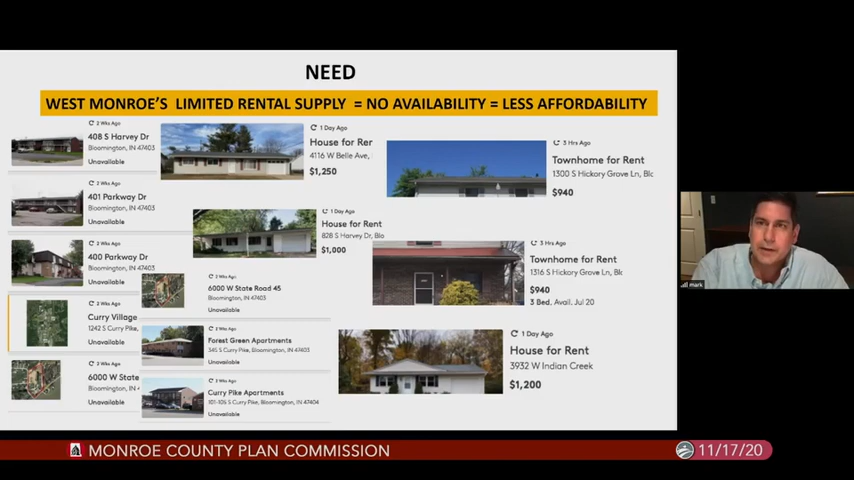 NEED
WEST MONROE'S LIMITED RENTAL SUPPLY = NO AVAILABILITY = LESS AFFORDABILITY
2 Wks Ago
408 S Harvey Dr
Bloomington, IN 47403
Unavailable
2 Wks Ago
401 Parkway Dr
Bloomington, IN 47403
Unavailable
2 Wks Ago
400 Parkway Dr
Bloomington, IN 47403
Unavailable
2 Wks Ago
Curry Village
1242 S Curry Pike,
Unavailable
2 Wks Ago
6000 W State
Bloomington, IN
Unavailable
1 Day Ago
House for Rer
4116 W Belle Ave,
$1,250
1 Day Ago
House for Rent
828 S Harvey Dr, Blo
$1,000
2 Wks Ago
6000 W State Road 45
Bloomington, IN 47403
Unavailable
2 Wks Ago
Forest Green Apartments
345 S Curry Pike, Bloomington, IN 47403
Unavailable
2 Wks Ago
Curry Pike Apartments
101-105 S Curry Pike, Bloomington, IN 47404
Unavailable
3 Hrs Ago
Townhome for Rent
1300 S Hickory Grove Ln, Blc
$940
3 Hrs Ago
Townhome for Rent
1316 S Hickory Grove Ln, Blc
$940
3 Bed, Avail. Jul 20
1 Day Ago
House for Rent
3932 W Indian Creek
$1,200
mark
MONROE COUNTY PLAN COMMISSION
11/17/20